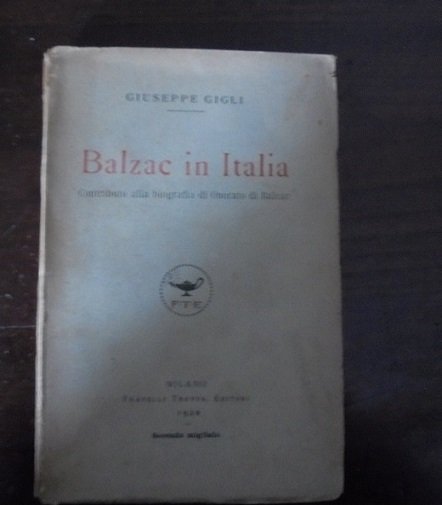 GIUSEPPE GIGLI
Balzac in Italia
Contributo alla biografia di Onorato di Balzac
F·T·E
MILANO
FRATELLI TREVES, EDITORI
Secondo migliaio